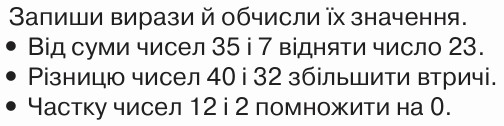 Запиши вирази й обчисли їх значення.
• Від суми чисел 35 і 7 відняти число 23.
• Різницю чисел 40 і 32 збільшити втричі.
• Частку чисел 12 і 2 помножити на 0.